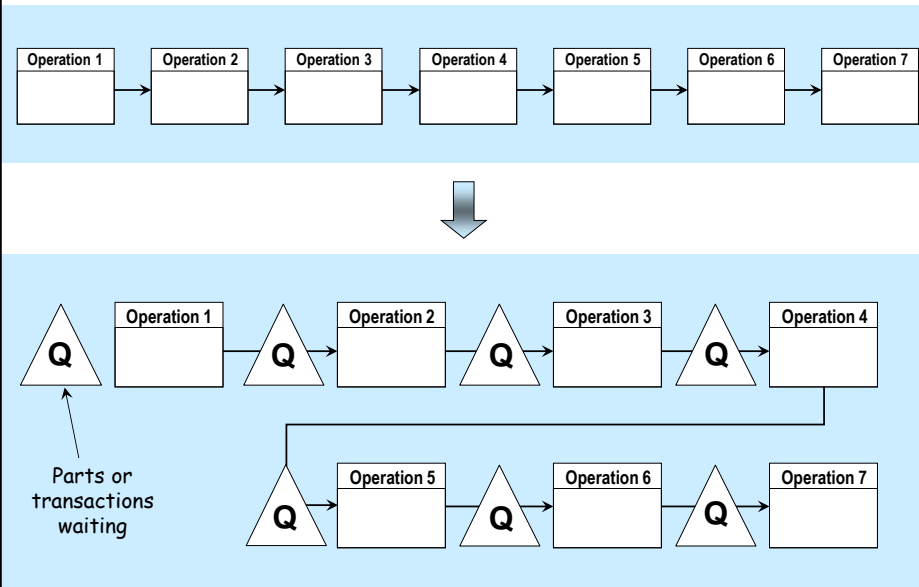 Operation 1
Operation 2
Operation 3
Operation 4
Operation 5
Operation 6
Operation 7
Q
Operation 1
Q
Operation 2
Q
Operation 3
Q
Operation 4
Parts or
transactions
waiting
Q
Operation 5
Q
Operation 6
Q
Operation 7